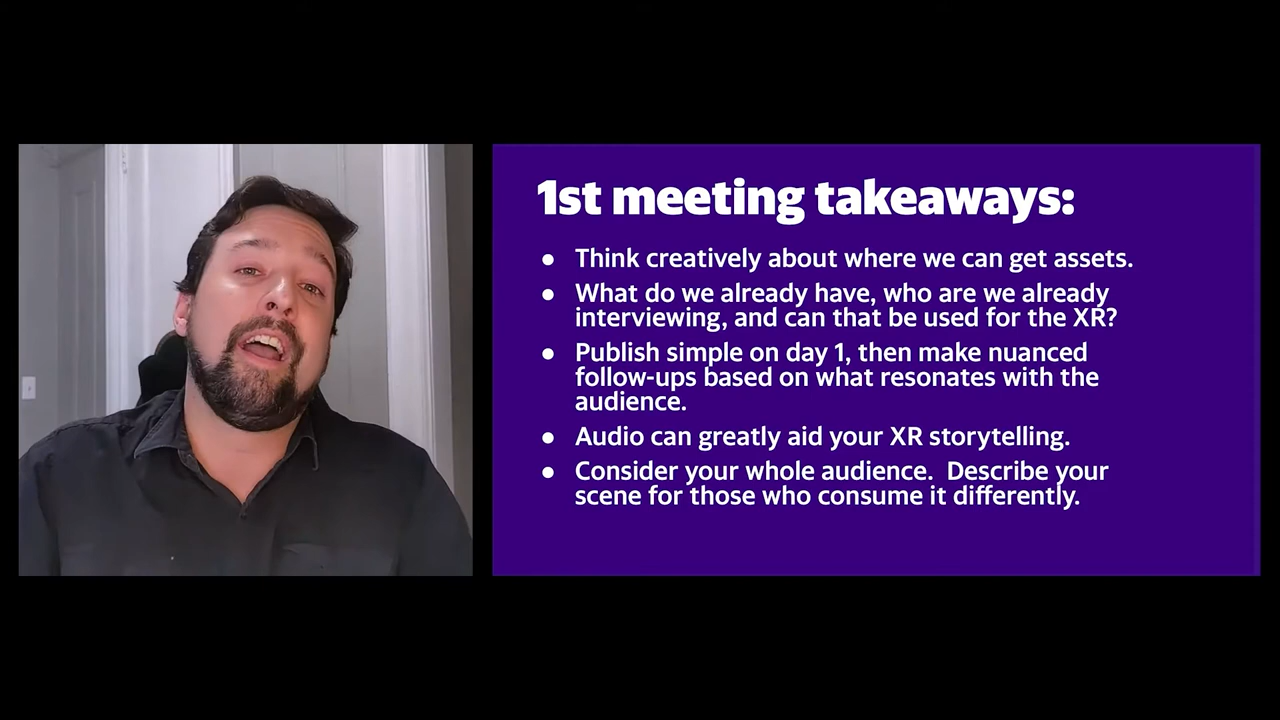 1st meeting takeaways:
● Think creatively about where we can get assets.
● What do we already have, who are we already
interviewing, and can that be used for the XR?
● Publish simple on day 1, then make nuanced
follow-ups based on what resonates with the
audience.
● Audio can greatly aid your XR storytelling.
● Consider your whole audience.  Describe your
scene for those who consume it differently.